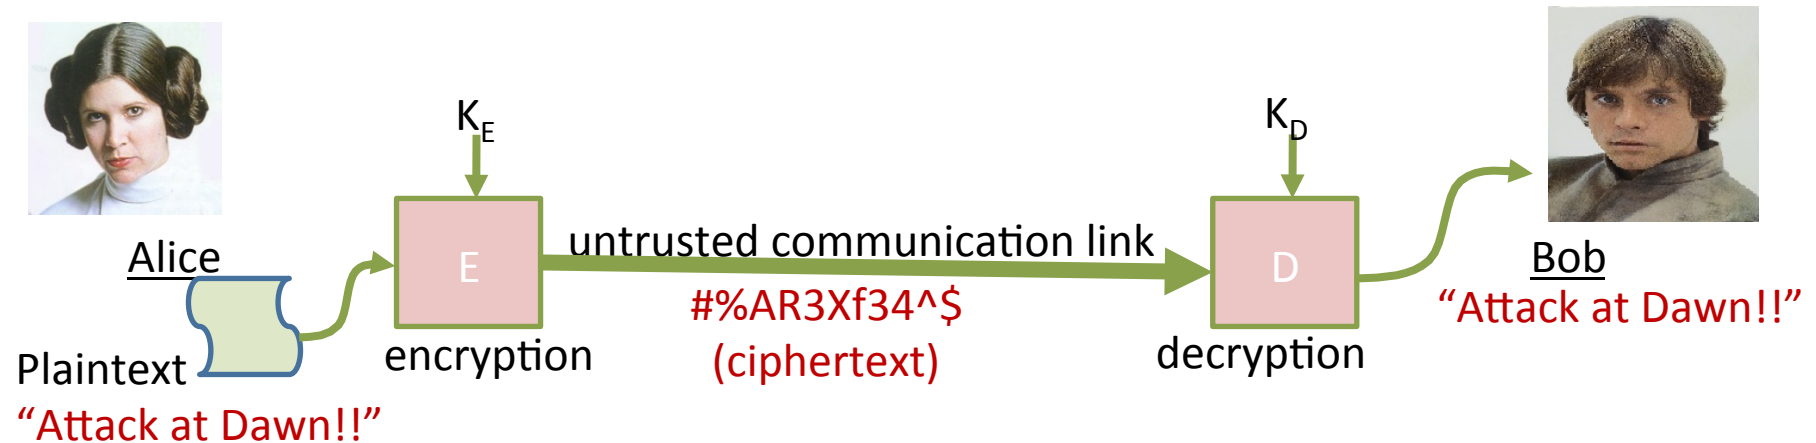 K_E
K_D
Alice
E
untrusted communication link
D
Bob
#%AR3Xf34^$
"Attack at Dawn!!"
encryption
(ciphertext)
decryption
Plaintext
"Attack at Dawn!!"